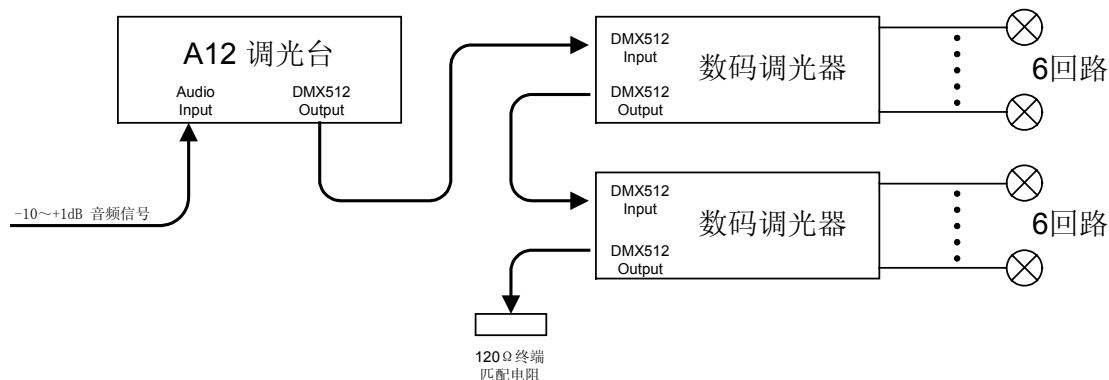 A12 调光台
Audio
Input
DMX512
Output
-10～+1dB 音频信号
DMX512
Input
数码调光器
DMX512
Output
6回路
DMX512
Input
数码调光器
DMX512
Output
6回路
120Ω终端
匹配电阻